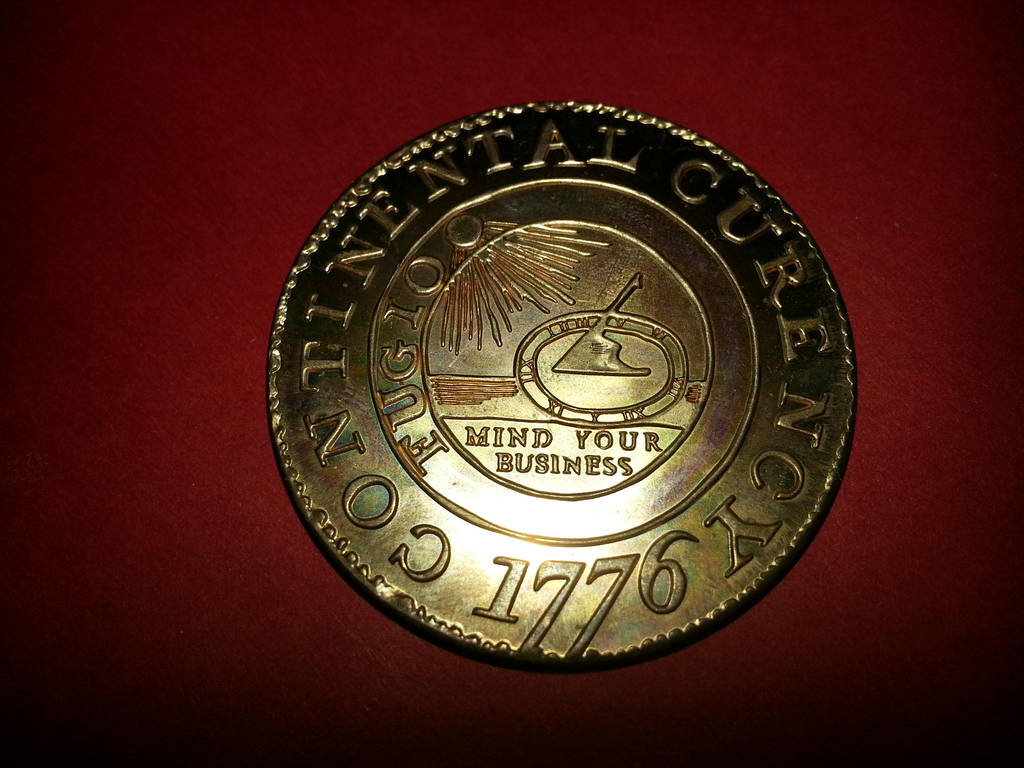 CONTINENTAL CURENCY
1776
FUGIO
MIND YOUR
BUSINESS